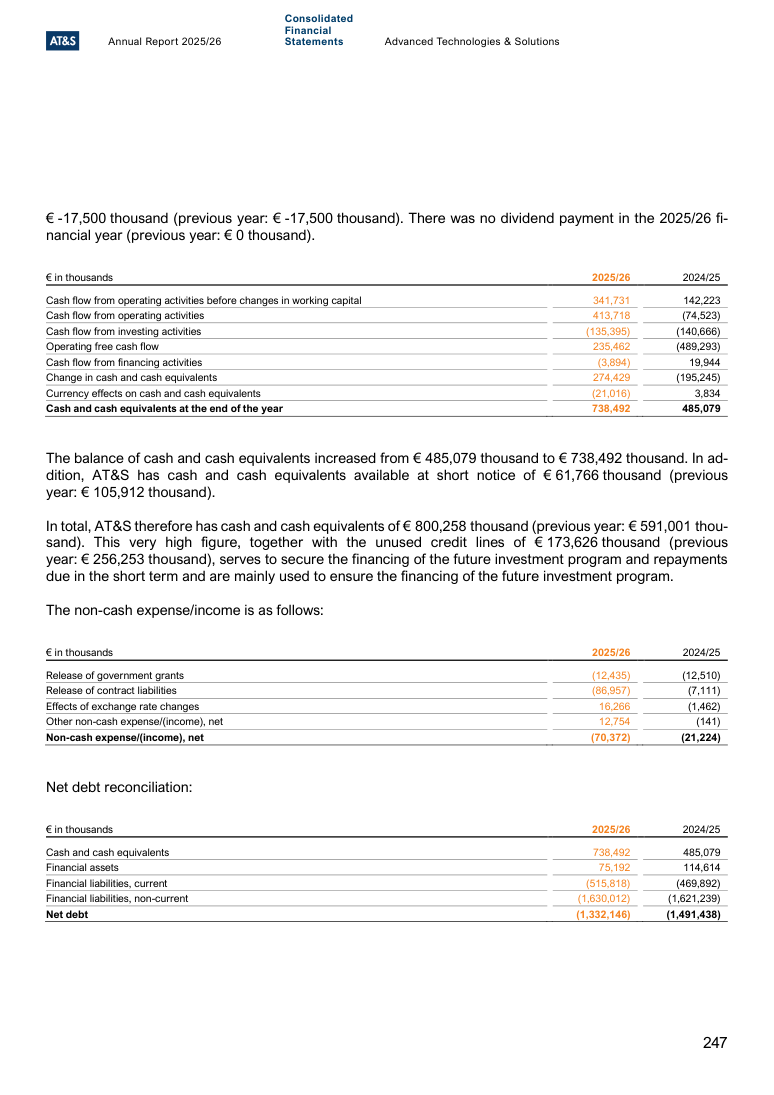 Consolidated
Financial
Statements
AT&S Annual Report 2025/26 Advanced Technologies & Solutions
€ -17,500 thousand (previous year: € -17,500 thousand). There was no dividend payment in the 2025/26 fi-
nancial year (previous year: € 0 thousand).
€ in thousands 2025/26 2024/25
Cash flow from operating activities before changes in working capital 341,731 142,223
Cash flow from operating activities 413,718 (74,523)
Cash flow from investing activities (135,395) (140,666)
Operating free cash flow 235,462 (489,293)
Cash flow from financing activities (3,894) 19,944
Change in cash and cash equivalents 274,429 (195,245)
Currency effects on cash and cash equivalents (21,016) 3,834
Cash and cash equivalents at the end of the year 738,492 485,079
The balance of cash and cash equivalents increased from € 485,079 thousand to € 738,492 thousand. In ad-
dition, AT&S has cash and cash equivalents available at short notice of € 61,766 thousand (previous
year: € 105,912 thousand).
In total, AT&S therefore has cash and cash equivalents of € 800,258 thousand (previous year: € 591,001 thou-
sand). This very high figure, together with the unused credit lines of € 173,626 thousand (previous
year: € 256,253 thousand), serves to secure the financing of the future investment program and repayments
due in the short term and are mainly used to ensure the financing of the future investment program.
The non-cash expense/income is as follows:
€ in thousands 2025/26 2024/25
Release of government grants (12,435) (12,510)
Release of contract liabilities (86,957) (7,111)
Effects of exchange rate changes 16,266 (1,462)
Other non-cash expense/(income), net 12,754 (141)
Non-cash expense/(income), net (70,372) (21,224)
Net debt reconciliation:
€ in thousands 2025/26 2024/25
Cash and cash equivalents 738,492 485,079
Financial assets 75,192 114,614
Financial liabilities, current (515,818) (469,892)
Financial liabilities, non-current (1,630,012) (1,621,239)
Net debt (1,332,146) (1,491,438)
247